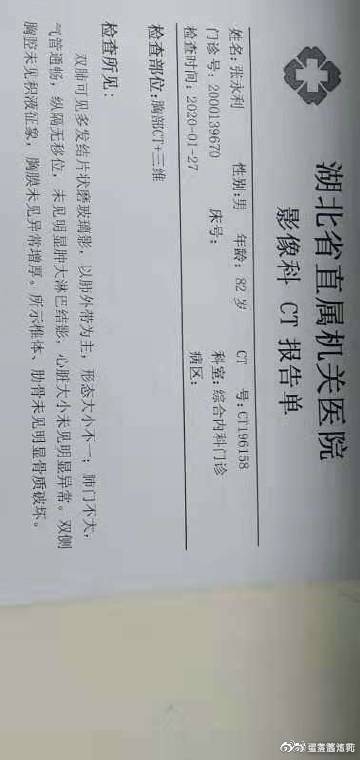 湖北省直属机关医院
影像科 CT 报告单
姓名:张永利 性别:男 年龄: 82 岁 CT 号:CT196158
门诊号: 2000139670 床号: 科室:综合内科门诊
检查时间: 2020-01-27 病区:
检查部位:胸部CT+三维
检查所见:
双肺可见多发结片状磨玻璃影,以肺外带为主,形态大小不一;肺门不大,
气管通畅,纵隔无移位,未见明显肿大淋巴结影,心脏大小未见明显异常。双侧
胸腔未见积液征象,胸膜未见异常增厚。所示椎体、肋骨未见明显骨质破坏。